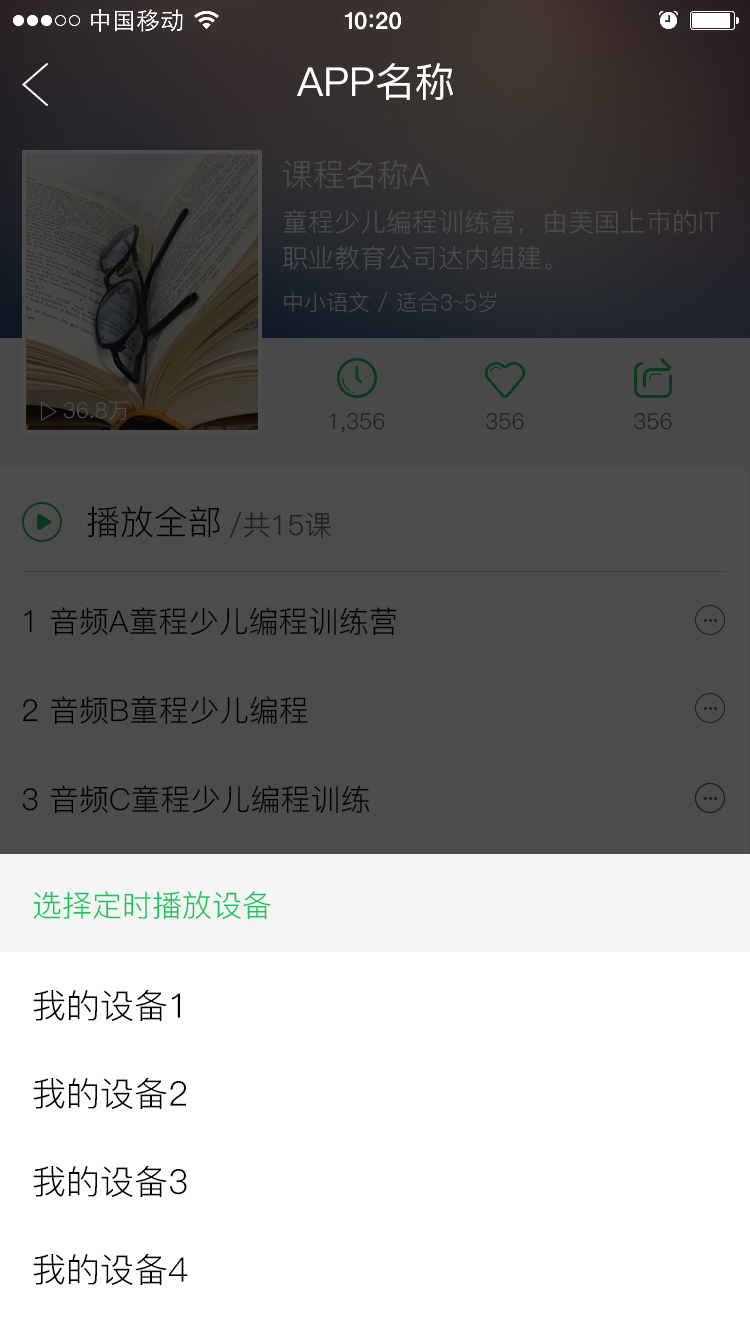 中国移动 10:20
APP名称
课程名称A
童程少儿编程训练营，由美国上市的IT
职业教育公司达内组建。
中小语文 / 适合3~5岁
36.8万
1,356 356 356
播放全部 /共15课
1 音频A童程少儿编程训练营
2 音频B童程少儿编程
3 音频C童程少儿编程训练
选择定时播放设备
我的设备1
我的设备2
我的设备3
我的设备4